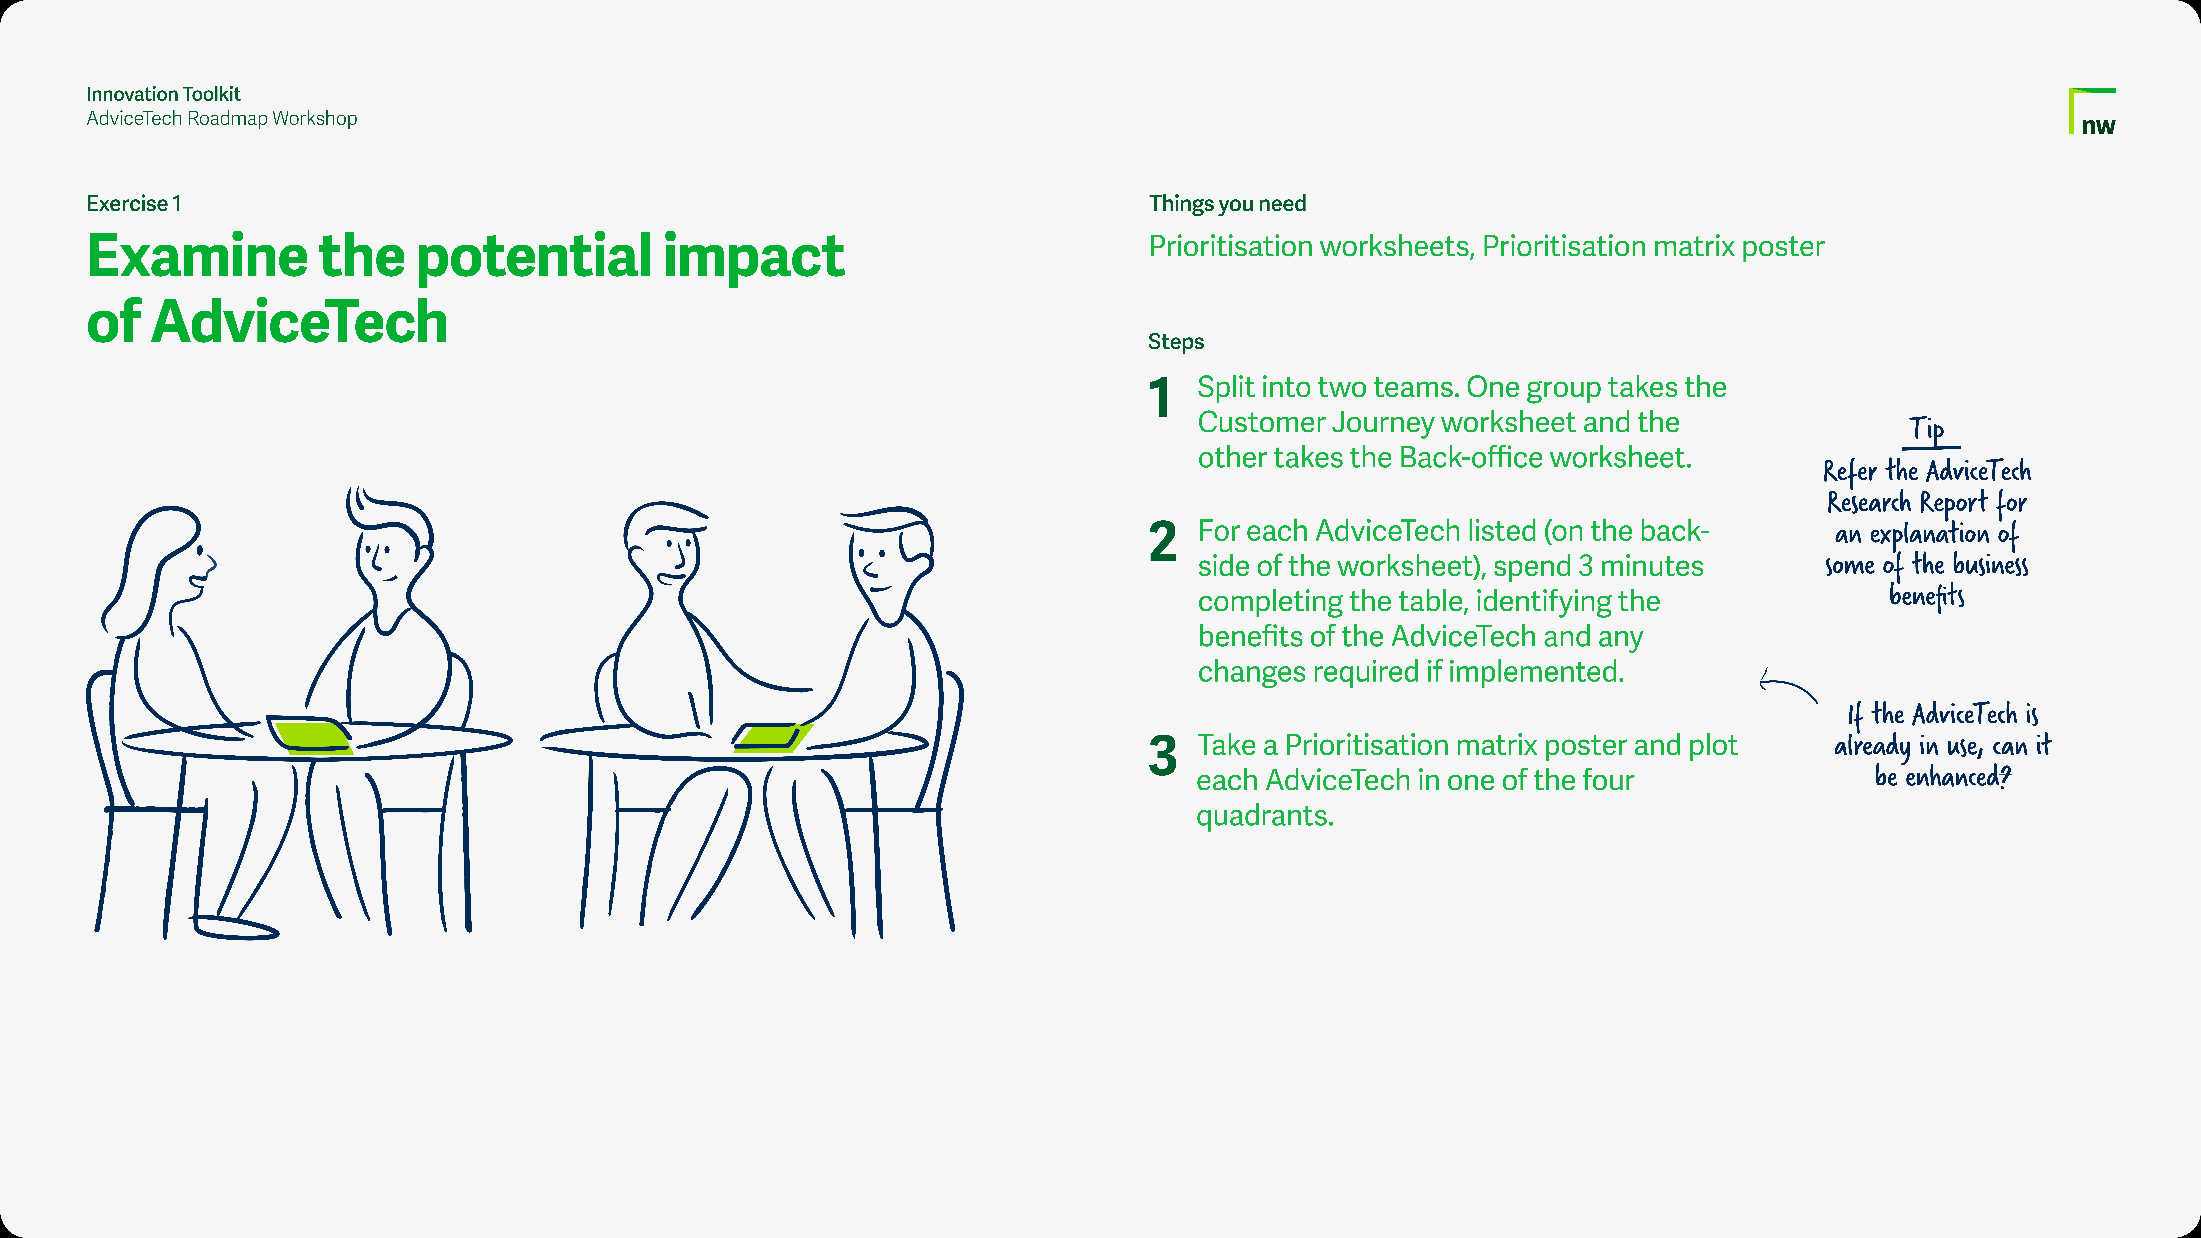 Innovation Toolkit
AdviceTech Roadmap Workshop
nw
Exercise 1
Examine the potential impact
of AdviceTech
Things you need
Prioritisation worksheets, Prioritisation matrix poster
Steps
1 Split into two teams. One group takes the
Customer Journey worksheet and the
other takes the Back-office worksheet.
2 For each AdviceTech listed (on the back-
side of the worksheet), spend 3 minutes
completing the table, identifying the
benefits of the AdviceTech and any
changes required if implemented.
3 Take a Prioritisation matrix poster and plot
each AdviceTech in one of the four
quadrants.
Tip
Refer the AdviceTech
Research Report for
an explanation of
some of the business
benefits
If the AdviceTech is
already in use, can it
be enhanced?